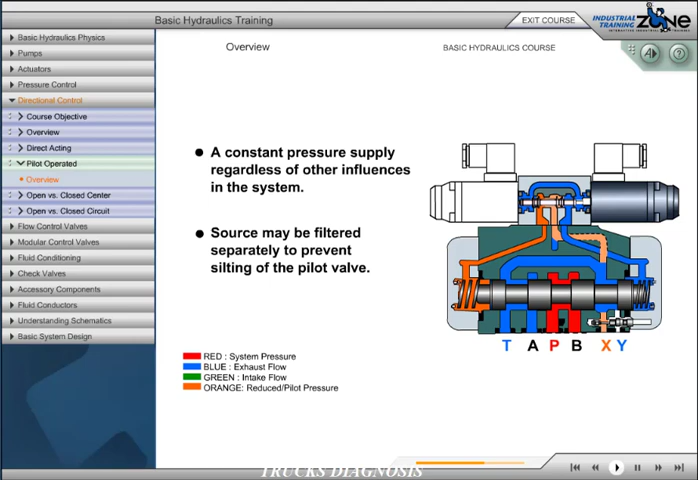 Basic Hydraulics Training
EXIT COURSE
INDUSTRIAL
TRAINING
ZONE
Basic Hydraulics Physics
Pumps
Actuators
Pressure Control
Directional Control
Course Objective
Overview
Direct Acting
Pilot Operated
Overview
Open vs. Closed Center
Open vs. Closed Circuit
Flow Control Valves
Modular Control Valves
Fluid Conditioning
Check Valves
Accessory Components
Fluid Conductors
Understanding Schematics
Basic System Design
Overview
BASIC HYDRAULICS COURSE
A
?
A constant pressure supply
regardless of other influences
in the system.
Source may be filtered
separately to prevent
silting of the pilot valve.
T A P B X Y
RED : System Pressure
BLUE : Exhaust Flow
GREEN : Intake Flow
ORANGE: Reduced/Pilot Pressure
TRUCKS DIAGNOSIS